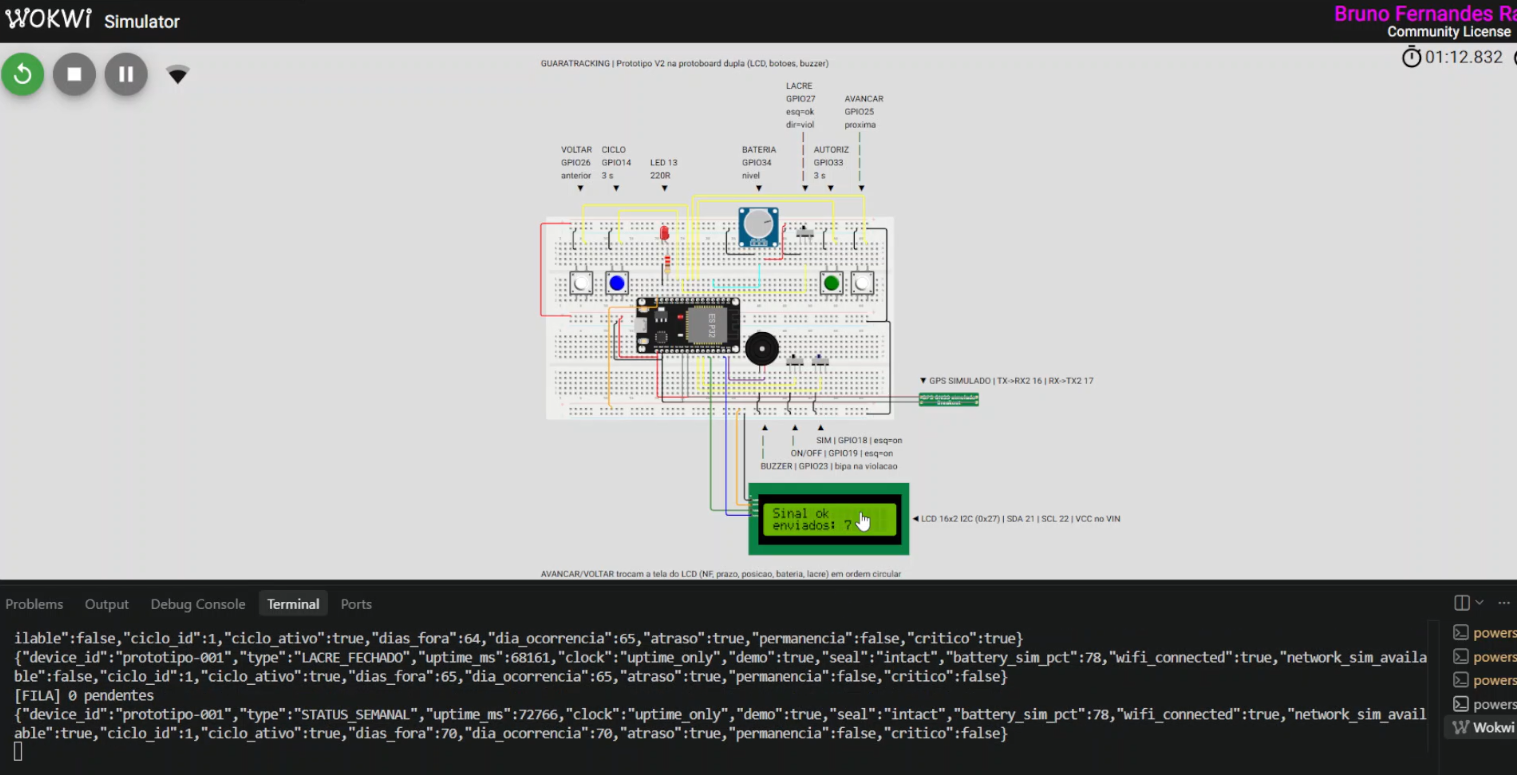 WOKWI Simulator
Bruno Fernandes Ra
Community License
01:12.832
GUARATRACKING | Prototipo V2 na protoboard dupla (LCD, botoes, buzzer)
LACRE
GPIO27
esq=ok
dir=viol
AVANCAR
GPIO25
proxima
VOLTAR
GPIO26
anterior
CICLO
GPIO14
3 s
LED 13
220R
BATERIA
GPIO34
nivel
AUTORIZ
GPIO33
3 s
ESP32
▼ GPS SIMULADO | TX->RX2 16 | RX->TX2 17
SIM | GPIO18 | esq=on
ON/OFF | GPIO19 | esq=on
BUZZER | GPIO23 | bipa na violacao
Sinal ok
enviados: 7
◄ LCD 16x2 I2C (0x27) | SDA 21 | SCL 22 | VCC no VIN
AVANCAR/VOLTAR trocam a tela do LCD (NF, prazo, posicao, bateria, lacre) em ordem circular
Problems Output Debug Console Terminal Ports
ilable":false,"ciclo_id":1,"ciclo_ativo":true,"dias_fora":64,"dia_ocorrencia":65,"atraso":true,"permanencia":false,"critico":true}
{"device_id":"prototipo-001","type":"LACRE_FECHADO","uptime_ms":68161,"clock":"uptime_only","demo":true,"seal":"intact","battery_sim_pct":78,"wifi_connected":true,"network_sim_availa
ble":false,"ciclo_id":1,"ciclo_ativo":true,"dias_fora":65,"dia_ocorrencia":65,"atraso":true,"permanencia":false,"critico":false}
[FILA] 0 pendentes
{"device_id":"prototipo-001","type":"STATUS_SEMANAL","uptime_ms":72766,"clock":"uptime_only","demo":true,"seal":"intact","battery_sim_pct":78,"wifi_connected":true,"network_sim_avail
able":true,"ciclo_id":1,"ciclo_ativo":true,"dias_fora":70,"dia_ocorrencia":70,"atraso":true,"permanencia":false,"critico":false}
powers
powers
powers
powers
Wokwi